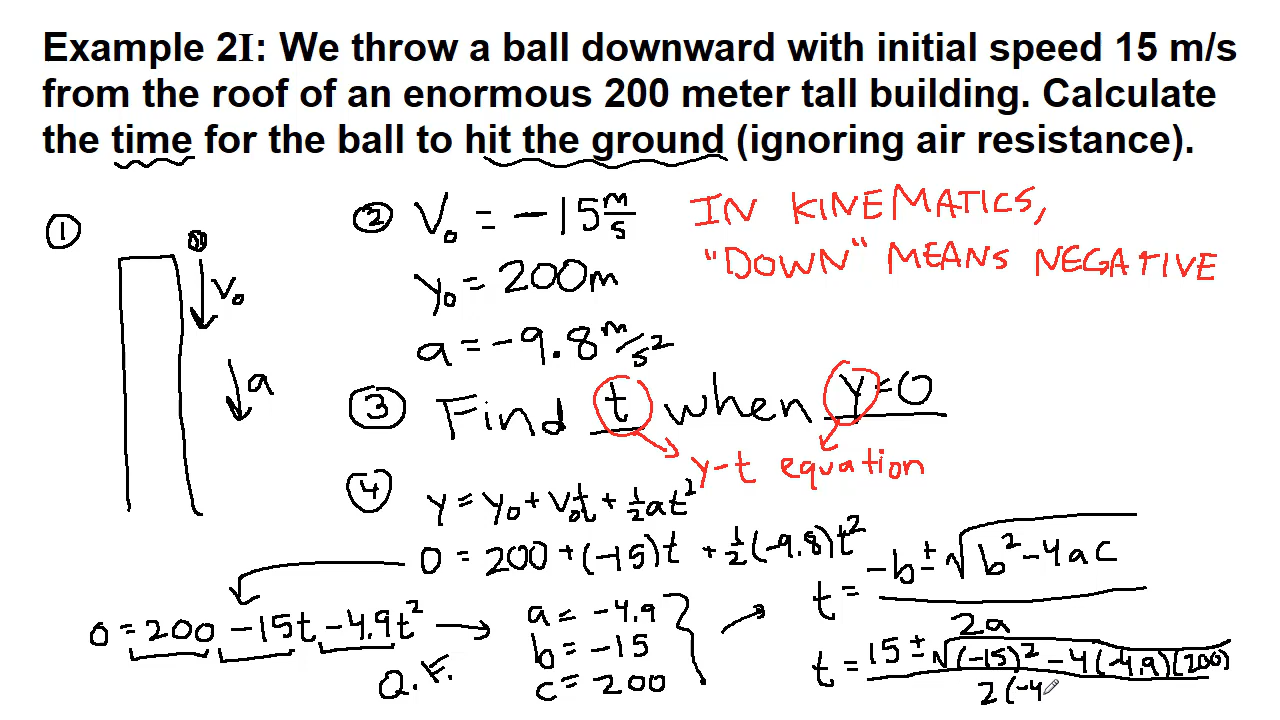 Example 2I: We throw a ball downward with initial speed 15 m/s
from the roof of an enormous 200 meter tall building. Calculate
the time for the ball to hit the ground (ignoring air resistance).
①
V₀
a
② V₀ = -15 m/s
y₀ = 200m
a = -9.8 m/s²
IN KINEMATICS,
"DOWN" MEANS NEGATIVE
③ Find t when y=0
y-t equation
④ y = y₀ + V₀t + ½at²
0 = 200 + (-15)t + ½(-9.8)t²
0 = 200 - 15t - 4.9t²
Q.F.
a = -4.9
b = -15
c = 200
t = -b ± √(b² - 4ac)
2a
t = 15 ± √((-15)² - 4(-4.9)(200))
2(-4